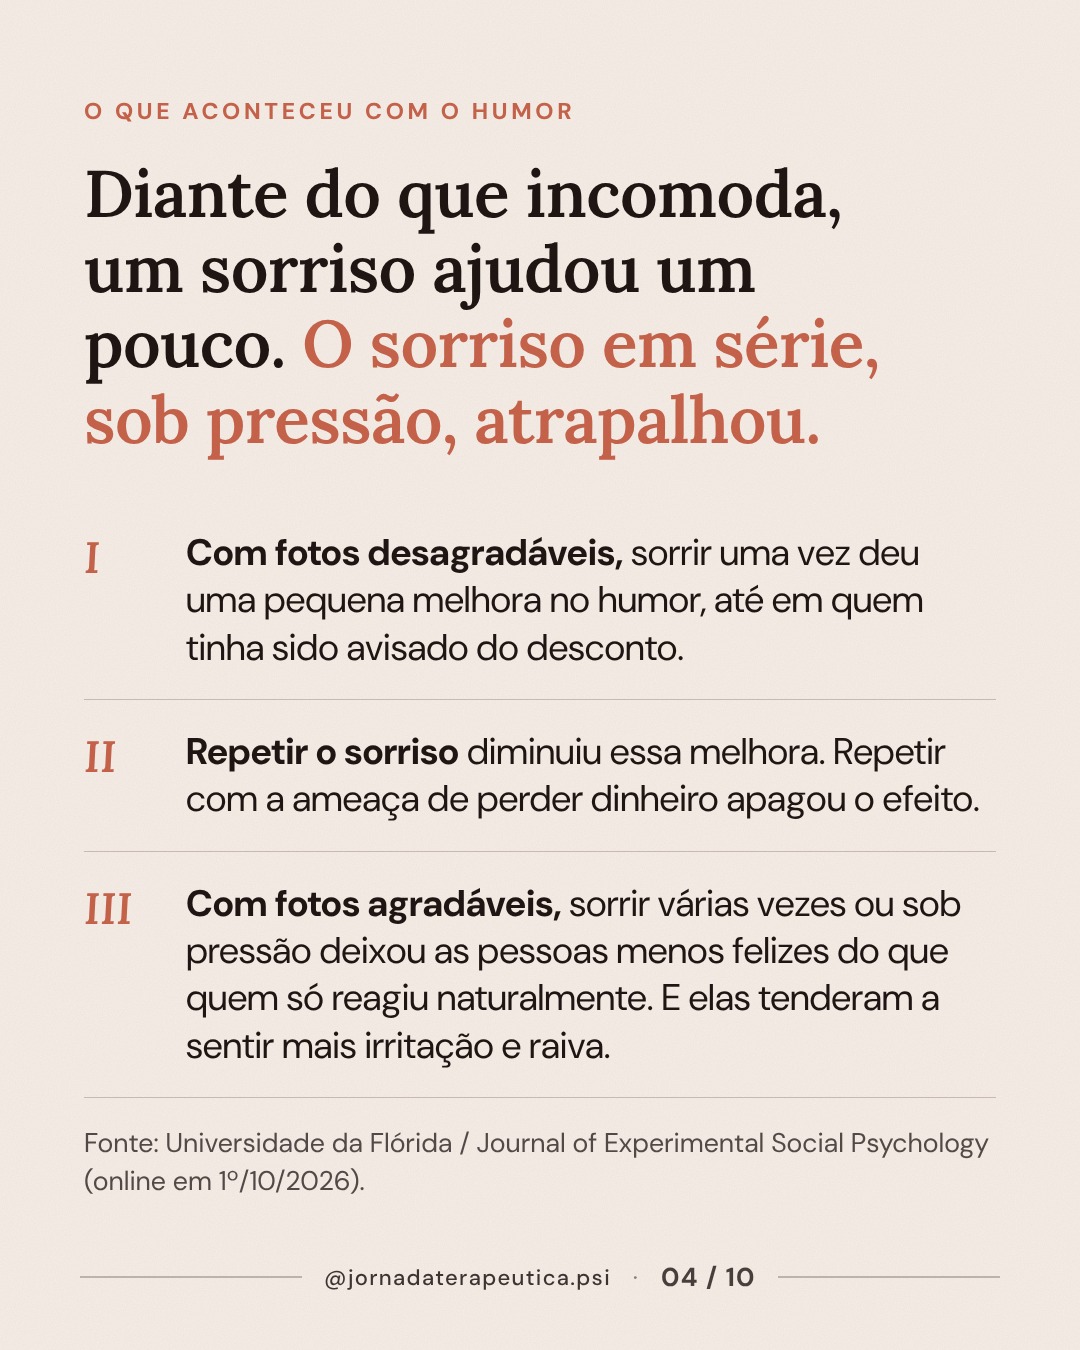 O QUE ACONTECEU COM O HUMOR
Diante do que incomoda,
um sorriso ajudou um
pouco. O sorriso em série,
sob pressão, atrapalhou.
I
Com fotos desagradáveis, sorrir uma vez deu
uma pequena melhora no humor, até em quem
tinha sido avisado do desconto.
II
Repetir o sorriso diminuiu essa melhora. Repetir
com a ameaça de perder dinheiro apagou o efeito.
III
Com fotos agradáveis, sorrir várias vezes ou sob
pressão deixou as pessoas menos felizes do que
quem só reagiu naturalmente. E elas tenderam a
sentir mais irritação e raiva.
Fonte: Universidade da Flórida / Journal of Experimental Social Psychology
(online em 1º/10/2026).
@jornadaterapeutica.psi · 04 / 10